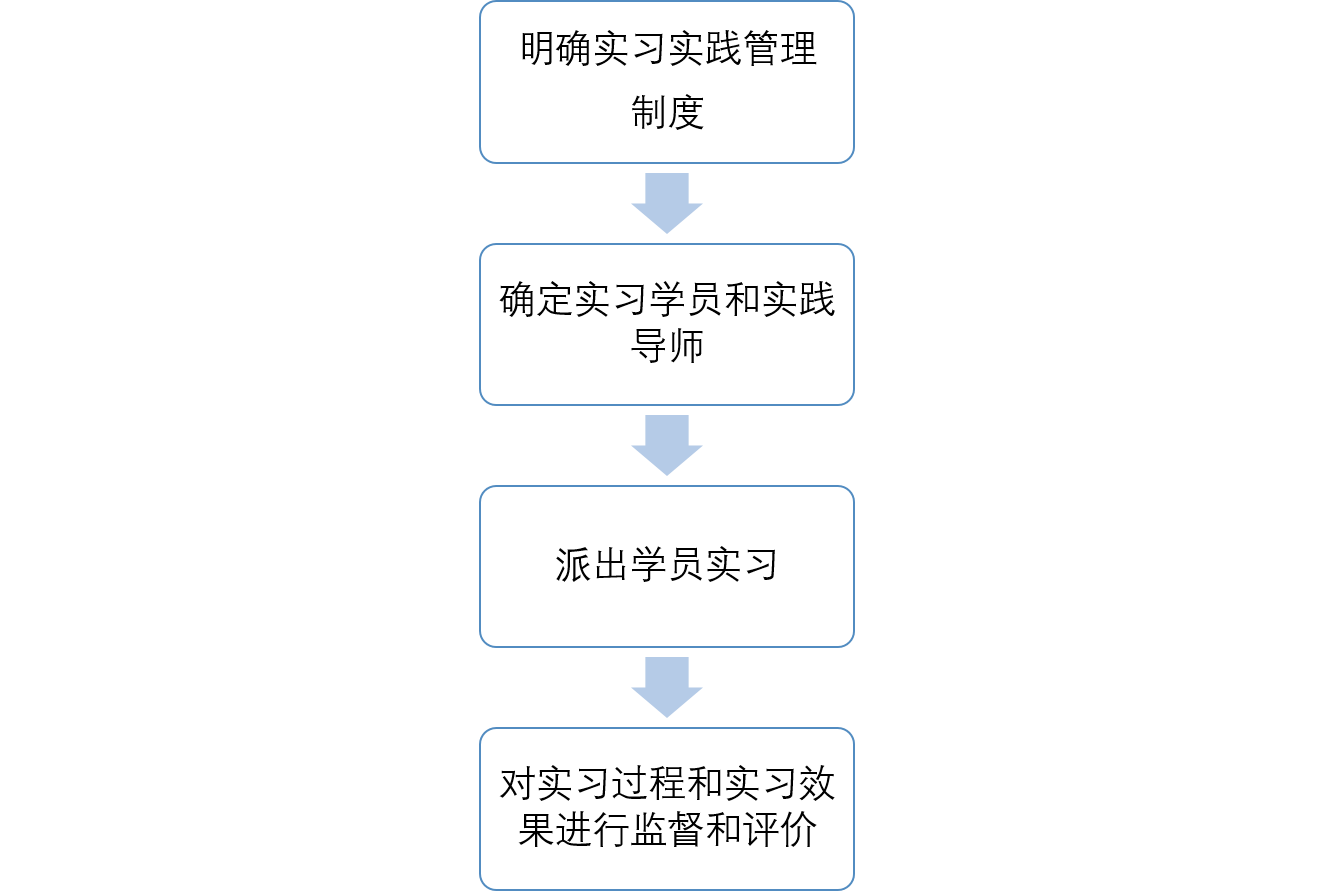 明确实习实践管理
制度
确定实习学员和实践
导师
派出学员实习
对实习过程和实习效
果进行监督和评价